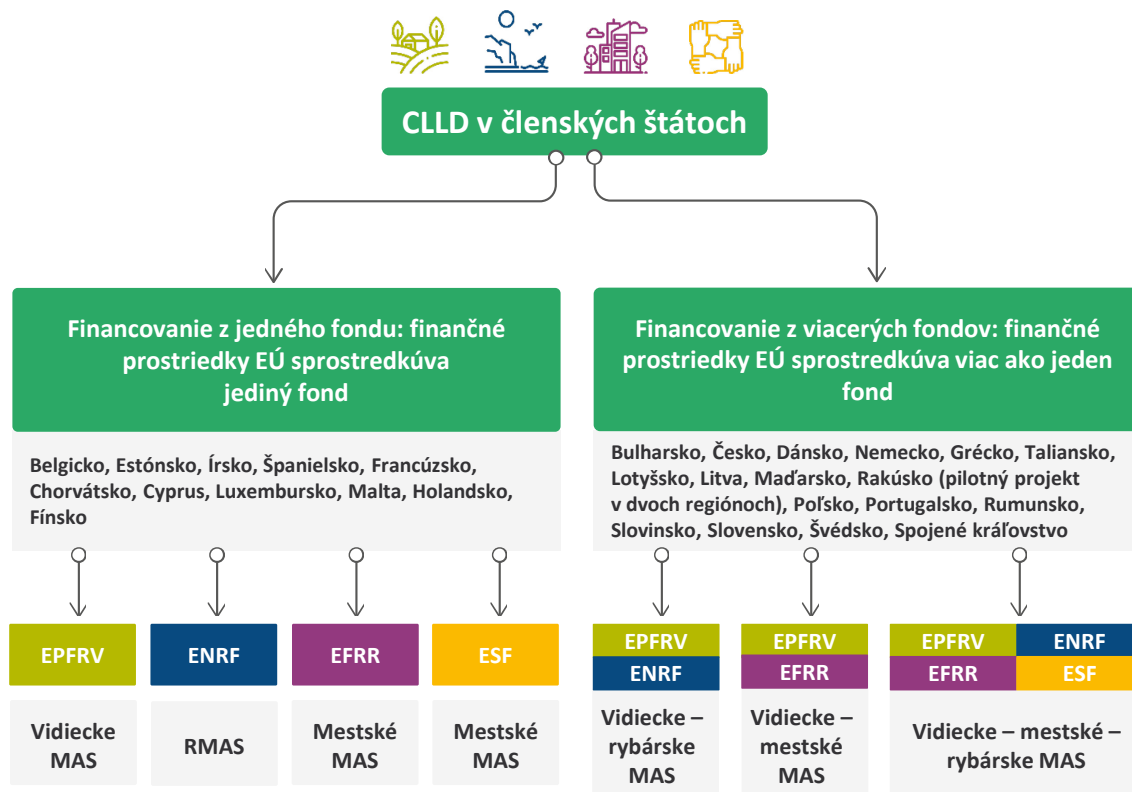 CLLD v členských štátoch
Financovanie z jedného fondu: finančné
prostriedky EÚ sprostredkúva
jediný fond
Belgicko, Estónsko, Írsko, Španielsko, Francúzsko,
Chorvátsko, Cyprus, Luxembursko, Malta, Holandsko,
Fínsko
EPFRV
Vidiecke
MAS
ENRF
RMAS
EFRR
Mestské
MAS
ESF
Mestské
MAS
Financovanie z viacerých fondov: finančné
prostriedky EÚ sprostredkúva viac ako jeden
fond
Bulharsko, Česko, Dánsko, Nemecko, Grécko, Taliansko,
Lotyšsko, Litva, Maďarsko, Rakúsko (pilotný projekt
v dvoch regiónoch), Poľsko, Portugalsko, Rumunsko,
Slovinsko, Slovensko, Švédsko, Spojené kráľovstvo
EPFRV
ENRF
Vidiecke –
rybárske
MAS
EPFRV
EFRR
Vidiecke –
mestské
MAS
EPFRV
ENRF
EFRR
ESF
Vidiecke – mestské –
rybárske MAS